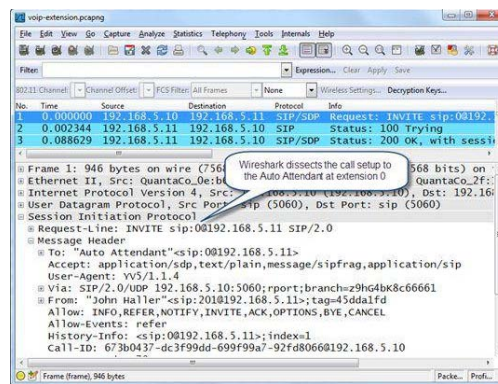 voip-extension.pcapng
File Edit View Go Capture Analyze Statistics Telephony Tools Internals Help
Filter: Expression... Clear Apply Save
802.11 Channel: Channel Offset: FCS Filter: All Frames None Wireless Settings... Decryption Keys...
No. Time Source Destination Protocol Info
1 0.000000 192.168.5.10 192.168.5.11 SIP/SDP Request: INVITE sip:0@192.
2 0.002344 192.168.5.11 192.168.5.10 SIP Status: 100 Trying
3 0.088629 192.168.5.11 192.168.5.10 SIP/SDP Status: 200 OK, with sessi
Wireshark dissects the call setup to
the Auto Attendant at extension 0
Frame 1: 946 bytes on wire (7568 bits) on
Ethernet II, Src: QuantaCo_0e: QuantaCo_2f:
Internet Protocol Version 4, Src: 192.168.5.10 (192.168.5.10), Dst: 192.16
User Datagram Protocol, Src Port: sip (5060), Dst Port: sip (5060)
Session Initiation Protocol
Request-Line: INVITE sip:0@192.168.5.11 SIP/2.0
Message Header
To: "Auto Attendant"<sip:0@192.168.5.11>
Accept: application/sdp,text/plain,message/sipfrag,application/sip
User-Agent: YV5/1.1.4
Via: SIP/2.0/UDP 192.168.5.10:5060;rport;branch=z9hG4bK8c66661
From: "John Haller"<sip:201@192.168.5.11>;tag=45dda1fd
Allow: INFO,REFER,NOTIFY,INVITE,ACK,OPTIONS,BYE,CANCEL
Allow-Events: refer
History-Info: <sip:0@192.168.5.11>;index=1
Call-ID: 673b0437-dc3f99dd-699f99a7-92fd8066@192.168.5.10
Frame (frame), 946 bytes Packe... Profi...